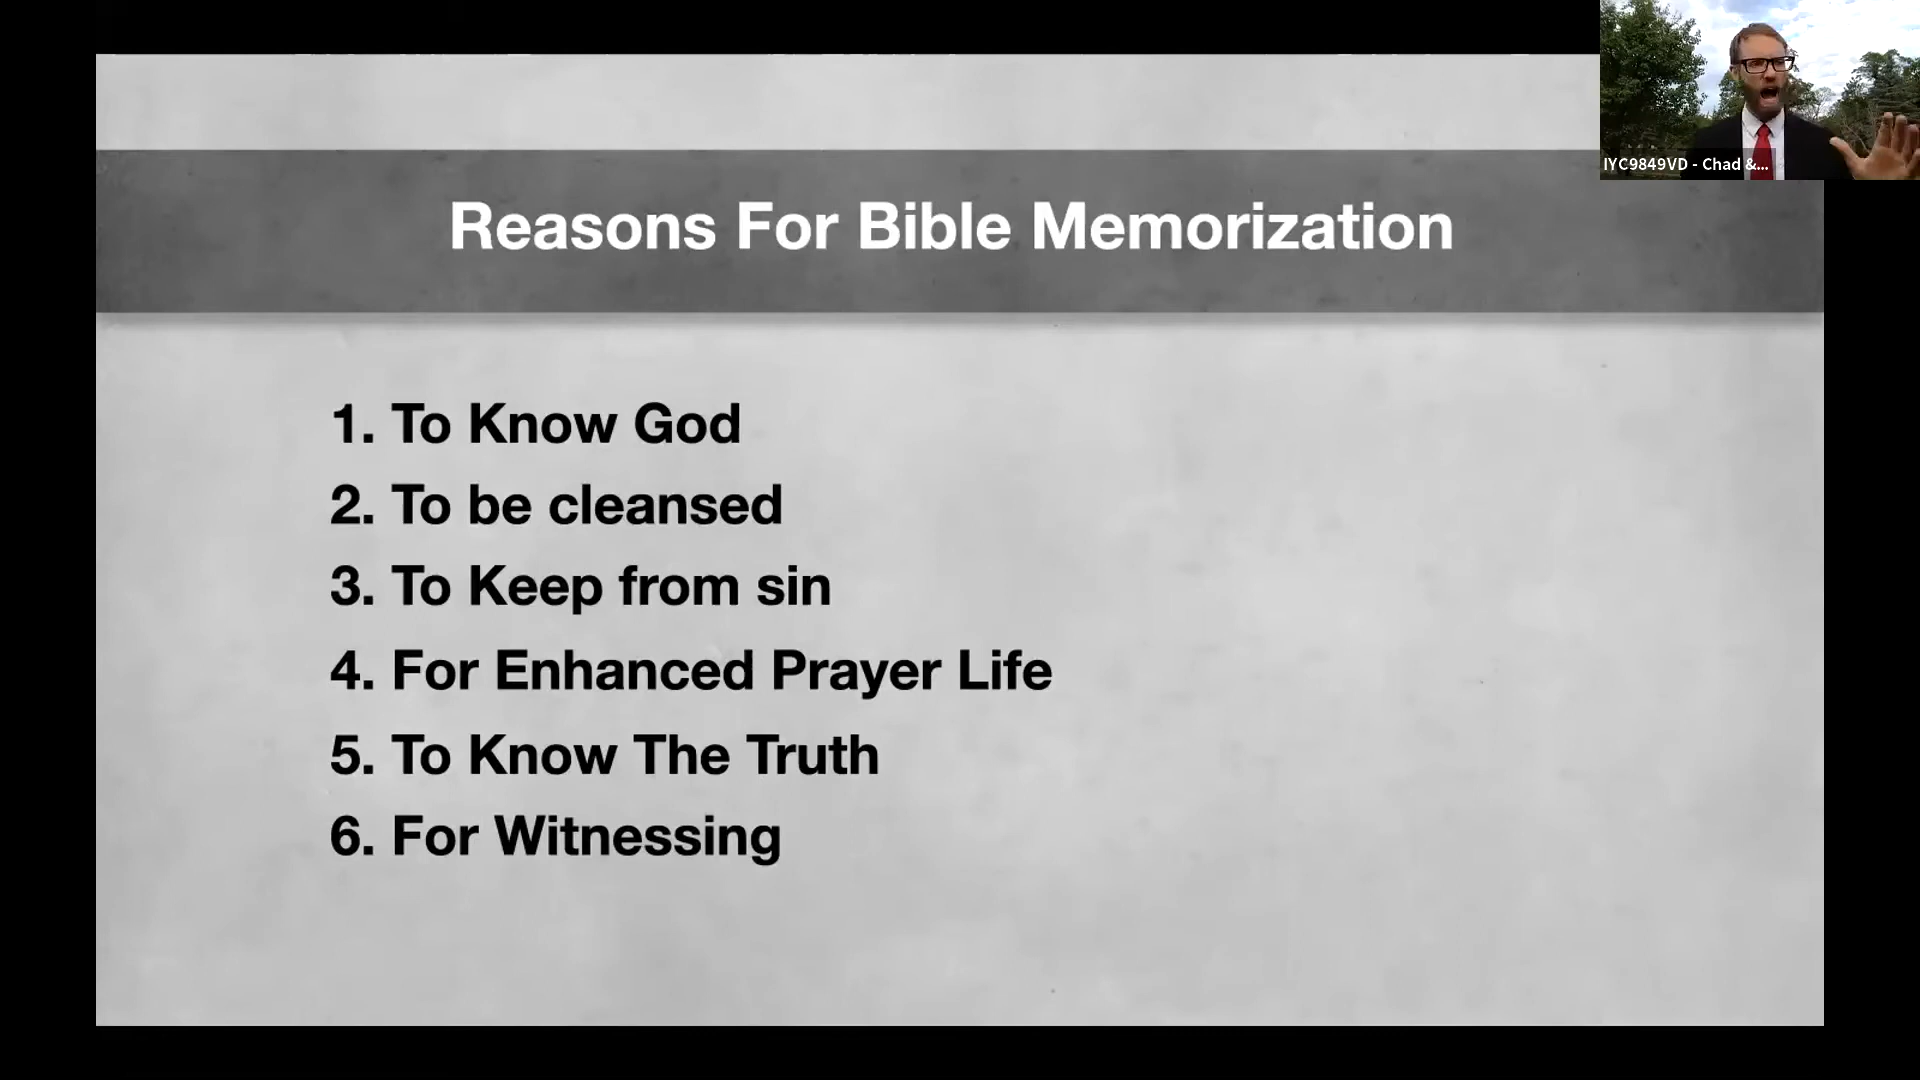 IYC9849VD - Chad &...
Reasons For Bible Memorization
1. To Know God
2. To be cleansed
3. To Keep from sin
4. For Enhanced Prayer Life
5. To Know The Truth
6. For Witnessing